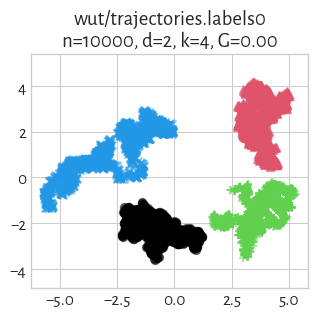 wut/trajectories.labels0
n=10000, d=2, k=4, G=0.00
4
2
0
−2
−4
−5.0 −2.5 0.0 2.5 5.0